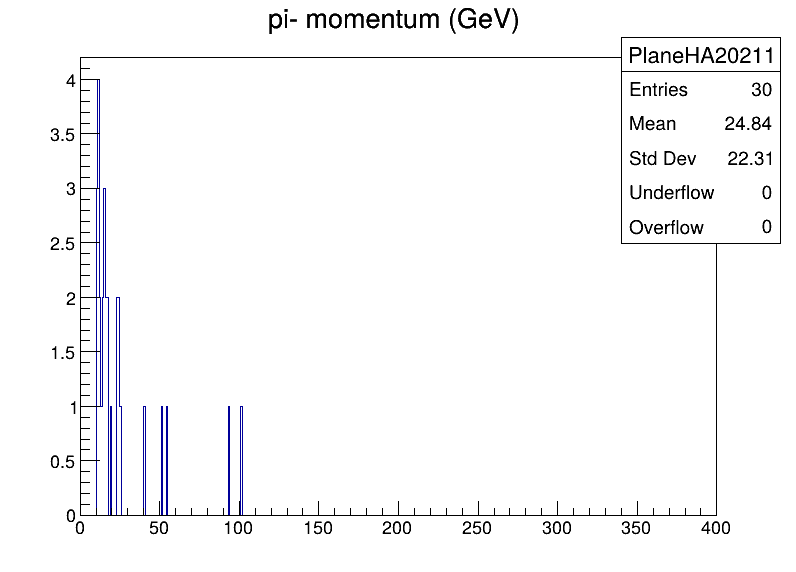 pi- momentum (GeV)
PlaneHA20211
Entries 30
Mean 24.84
Std Dev 22.31
Underflow 0
Overflow 0
4
3.5
3
2.5
2
1.5
1
0.5
0
0 50 100 150 200 250 300 350 400